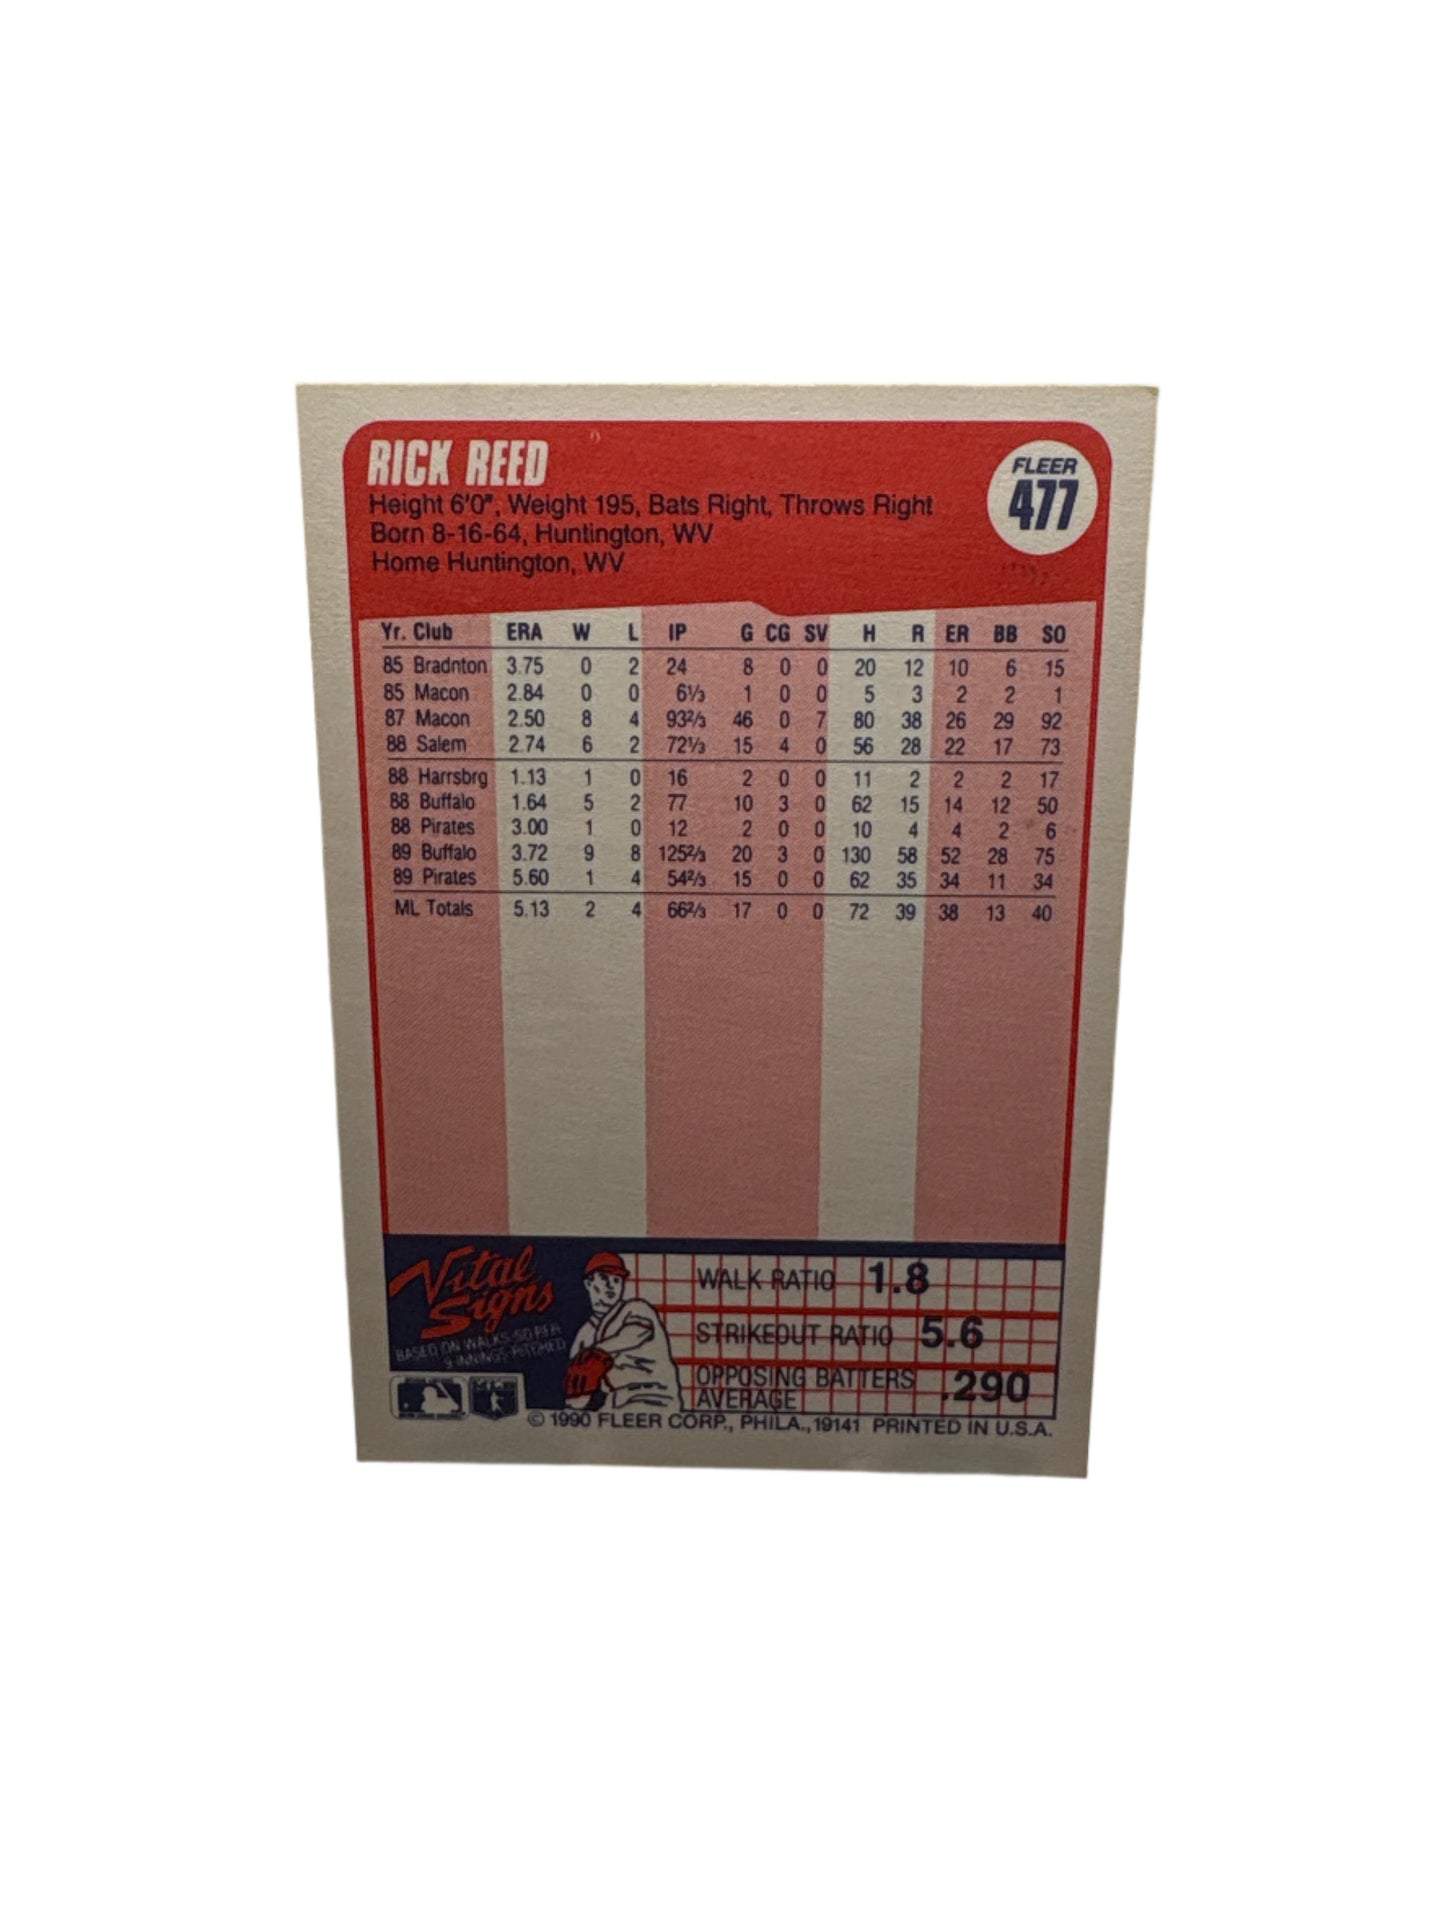 RICK REED
FLEER
477
Height 6'0", Weight 195, Bats Right, Throws Right
Born 8-16-64, Huntington, WV
Home Huntington, WV
Yr. Club ERA W L IP G CG SV H R ER BB SO
85 Bradnton 3.75 0 2 24 8 0 0 20 12 10 6 15
85 Macon 2.84 0 0 6⅓ 1 0 0 5 3 2 2 1
87 Macon 2.50 8 4 93⅔ 46 0 7 80 38 26 29 92
88 Salem 2.74 6 2 72⅓ 15 4 0 56 28 22 17 73
88 Harrsbrg 1.13 1 0 16 2 0 0 11 2 2 2 17
88 Buffalo 1.64 5 2 77 10 3 0 62 15 14 12 50
88 Pirates 3.00 1 0 12 2 0 0 10 4 4 2 6
89 Buffalo 3.72 9 8 125⅔ 20 3 0 130 58 52 28 75
89 Pirates 5.60 1 4 54⅔ 15 0 0 62 35 34 11 34
ML Totals 5.13 2 4 66⅔ 17 0 0 72 39 38 13 40
Vital
Signs
BASED ON WALKS-SO PER
9 INNINGS PITCHED
WALK RATIO 1.8
STRIKEOUT RATIO 5.6
OPPOSING BATTERS
AVERAGE .290
© 1990 FLEER CORP., PHILA., 19141 PRINTED IN U.S.A.